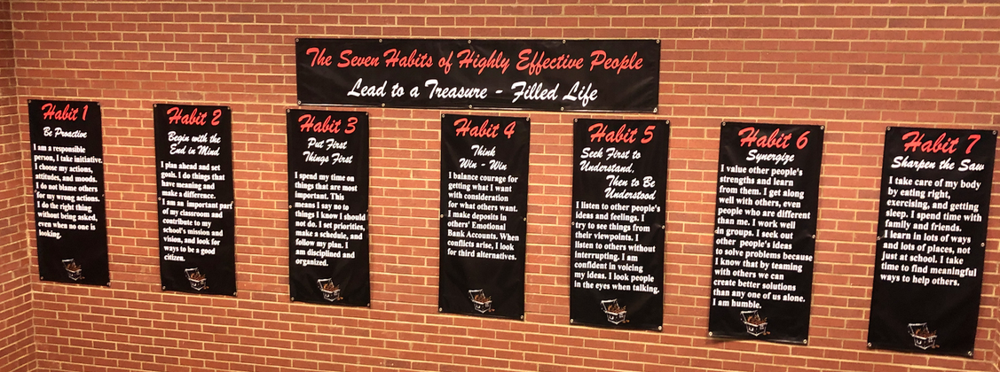 The Seven Habits of Highly Effective People
Lead to a Treasure - Filled Life
Habit 1
Be Proactive
I am a responsible
person, I take initiative.
I choose my actions,
attitudes, and moods.
I do not blame others
for my wrong actions.
I do the right thing
without being asked,
even when no one is
looking.
Habit 2
Begin with the
End in Mind
I plan ahead and set
goals. I do things that
have meaning and
make a difference.
I am an important part
of my classroom and
contribute to my
school's mission and
vision, and look for
ways to be a good
citizen.
Habit 3
Put First
Things First
I spend my time on
things that are most
important. This
means I say no to
things I know I should
not do. I set priorities,
make a schedule, and
follow my plan. I
am disciplined and
organized.
Habit 4
Think
Win - Win
I balance courage for
getting what I want
with consideration
for what others want.
I make deposits in
others' Emotional
Bank Accounts. When
conflicts arise, I look
for third alternatives.
Habit 5
Seek First to
Understand,
Then to Be
Understood
I listen to other people's
ideas and feelings. I
try to see things from
their viewpoints. I
listen to others without
interrupting. I am
confident in voicing
my ideas. I look people
in the eyes when talking.
Habit 6
Synergize
I value other people's
strengths and learn
from them. I get along
well with others, even
people who are different
than me. I work well
in groups. I seek out
other people's ideas
to solve problems because
I know that by teaming
with others we can
create better solutions
than any one of us alone.
I am humble.
Habit 7
Sharpen the Saw
I take care of my body
by eating right,
exercising, and getting
sleep. I spend time with
family and friends.
I learn in lots of ways
and lots of places, not
just at school. I take
time to find meaningful
ways to help others.